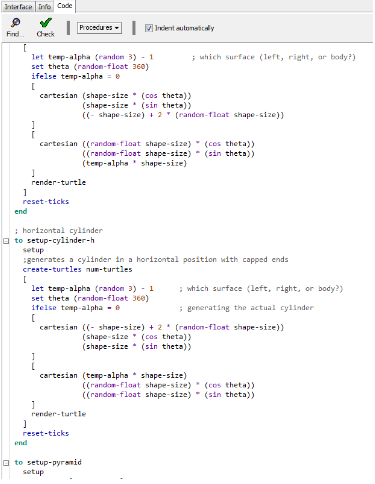 Interface Info Code
Find... Check Procedures Indent automatically
[
let temp-alpha (random 3) - 1 ; which surface (left, right, or body?)
set theta (random-float 360)
ifelse temp-alpha = 0
[
cartesian (shape-size * (cos theta))
(shape-size * (sin theta))
((- shape-size) + 2 * (random-float shape-size))
]
[
cartesian ((random-float shape-size) * (cos theta))
((random-float shape-size) * (sin theta))
(temp-alpha * shape-size)
]
render-turtle
]
reset-ticks
end
; horizontal cylinder
to setup-cylinder-h
setup
;generates a cylinder in a horizontal position with capped ends
create-turtles num-turtles
[
let temp-alpha (random 3) - 1 ; which surface (left, right, or body?)
set theta (random-float 360)
ifelse temp-alpha = 0 ; generating the actual cylinder
[
cartesian ((- shape-size) + 2 * (random-float shape-size))
(shape-size * (cos theta))
(shape-size * (sin theta))
]
[
cartesian (temp-alpha * shape-size)
((random-float shape-size) * (cos theta))
((random-float shape-size) * (sin theta))
]
render-turtle
]
reset-ticks
end
to setup-pyramid
setup